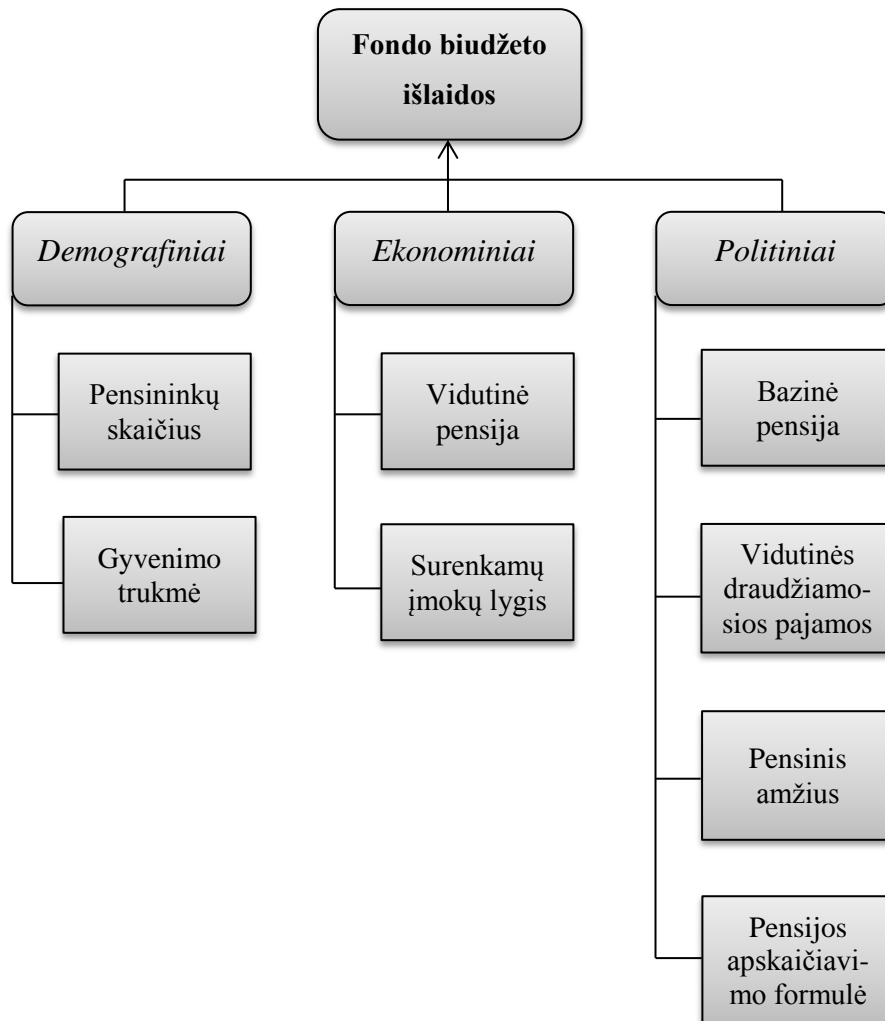 Fondo biudžeto
išlaidos
Demografiniai
Ekonominiai
Politiniai
Pensininkų
skaičius
Vidutinė
pensija
Bazinė
pensija
Gyvenimo
trukmė
Surenkamų
įmokų lygis
Vidutinės
draudžiamo-
sios pajamos
Pensinis
amžius
Pensijos
apskaičiavi-
mo formulė